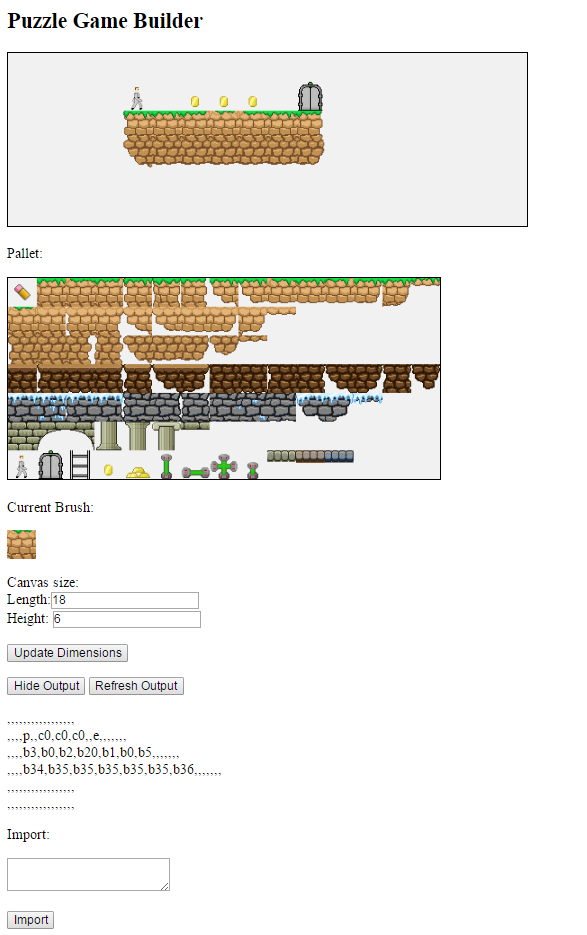 Puzzle Game Builder
Pallet:
Current Brush:
Canvas size:
Length:18
Height: 6
Update Dimensions
Hide Output Refresh Output
,,,,,,,,,,,,,,,,,
,,,,p,,c0,c0,c0,,e,,,,,,,
,,,,b3,b0,b2,b20,b1,b0,b5,,,,,,,
,,,,b34,b35,b35,b35,b35,b35,b36,,,,,,,
,,,,,,,,,,,,,,,,,
,,,,,,,,,,,,,,,,,
Import:
Import